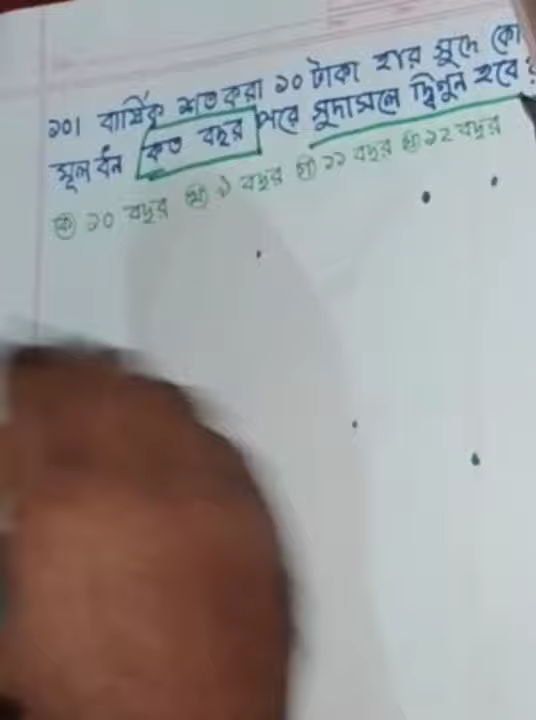 ১০। বার্ষিক শতকরা ১০ টাকা হার সুদে কো
মূলধন কত বছর পরে সুদাসলে দ্বিগুন হবে?
ক) ১০ বছর খ) ৯ বছর গ) ১১ বছর ঘ) ১২ বছর